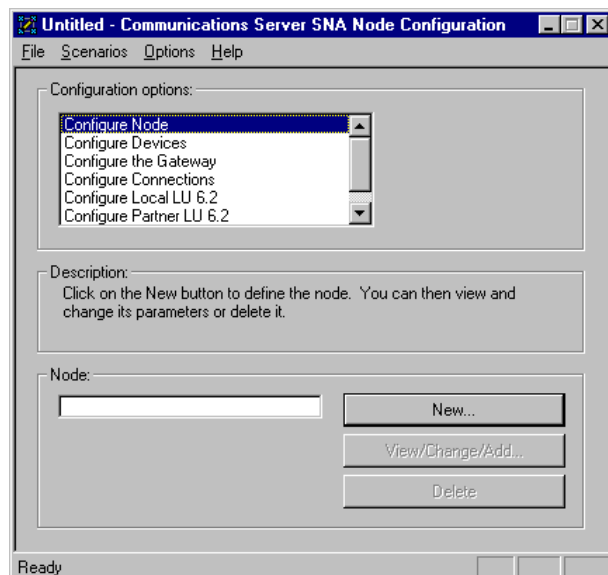 Untitled - Communications Server SNA Node Configuration
File Scenarios Options Help
Configuration options:
Configure Node
Configure Devices
Configure the Gateway
Configure Connections
Configure Local LU 6.2
Configure Partner LU 6.2
Description:
Click on the New button to define the node. You can then view and
change its parameters or delete it.
Node:
New...
View/Change/Add...
Delete
Ready